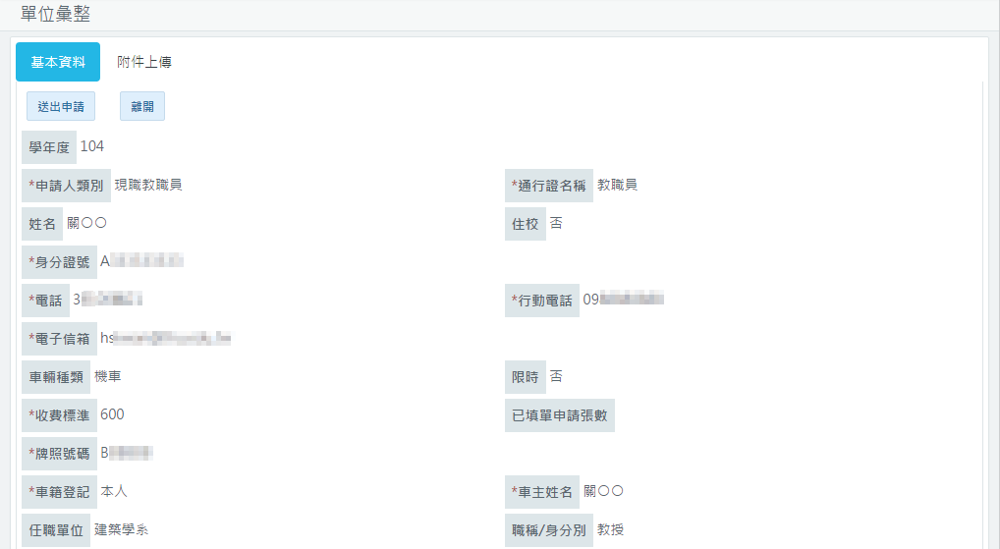 單位彙整
基本資料 附件上傳
送出申請 離開
學年度 104
*申請人類別 現職教職員 *通行證名稱 教職員
姓名 關〇〇 住校 否
*身分證號 A
*電話 3 *行動電話 09
*電子信箱 hs
車輛種類 機車 限時 否
*收費標準 600 已填單申請張數
*牌照號碼 B
*車籍登記 本人 *車主姓名 關〇〇
任職單位 建築學系 職稱/身分別 教授